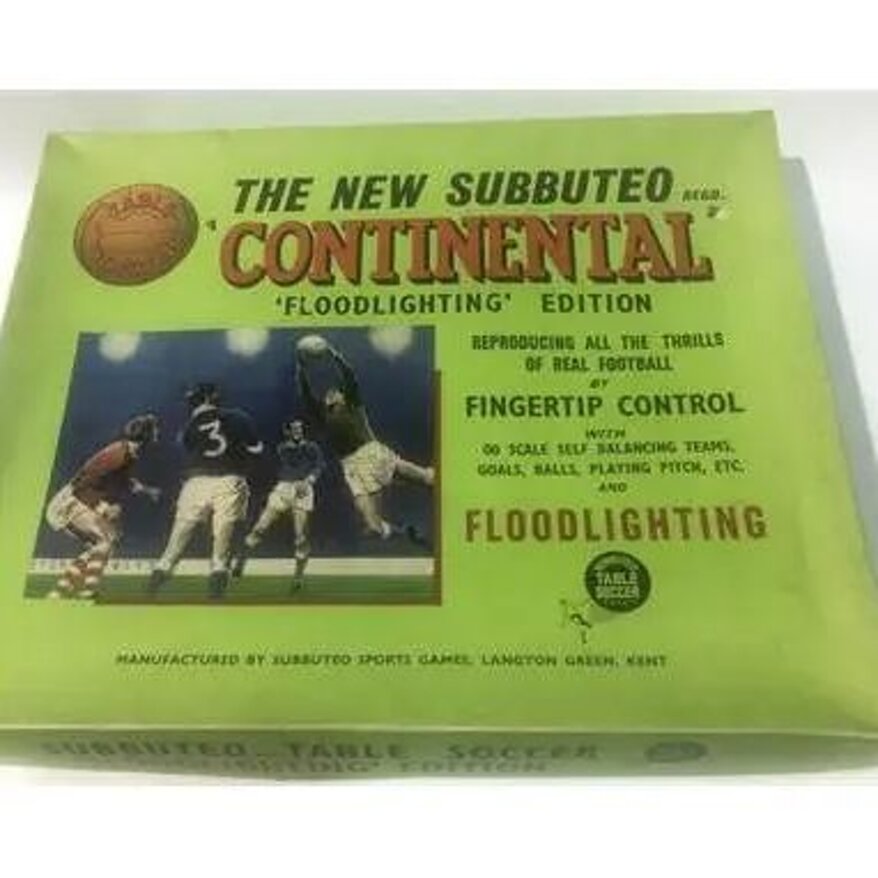 TABLE
THE NEW SUBBUTEO REGD.
'CONTINENTAL'
'FLOODLIGHTING' EDITION
REPRODUCING ALL THE THRILLS
OF REAL FOOTBALL
BY
FINGERTIP CONTROL
WITH
OO SCALE SELF BALANCING TEAMS,
GOALS, BALLS, PLAYING PITCH, ETC.
AND
FLOODLIGHTING
3
TABLE
SOCCER
MANUFACTURED BY SUBBUTEO SPORTS GAMES, LANGTON GREEN, KENT
SUBBUTEO TABLE SOCCER
EDITION